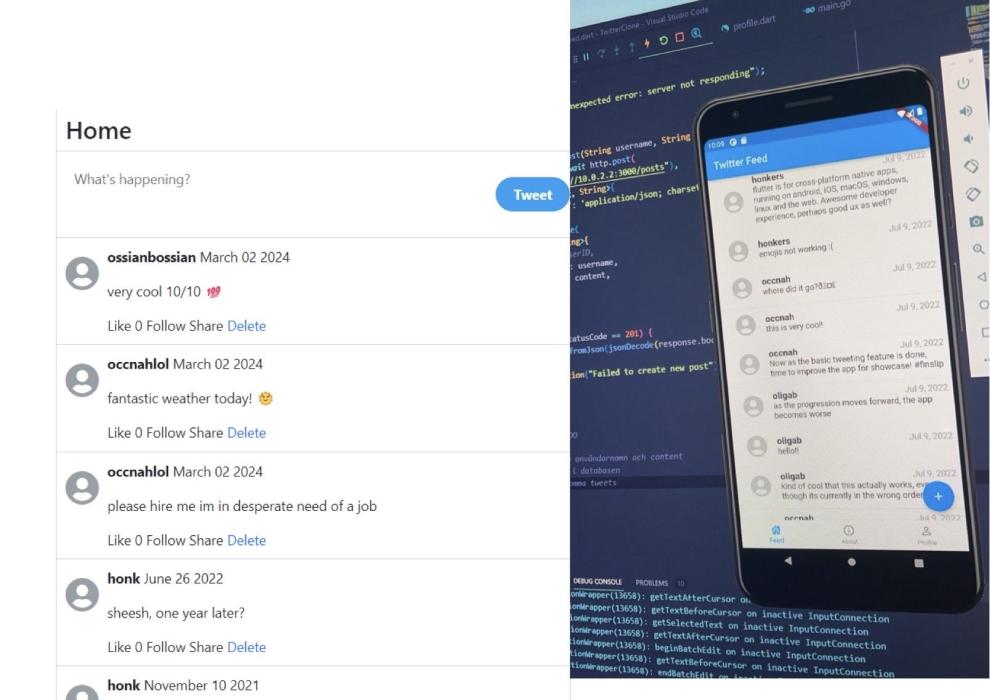 Home
What's happening?
Tweet
ossianbossian March 02 2024
very cool 10/10 💯
Like 0 Follow Share Delete
occnahlol March 02 2024
fantastic weather today! 🌞
Like 0 Follow Share Delete
occnahlol March 02 2024
please hire me im in desperate need of a job
Like 0 Follow Share Delete
honk June 26 2022
sheesh, one year later?
Like 0 Follow Share Delete
honk November 10 2021
ed.dart - TwitterClone - Visual Studio Code
profile.dart
main.go
nexpected error: server not responding");
st(String username, String
wait http.post(
//10.0.2.2:3000/posts"),
String>{
: 'application/json; charset
ng>{
erID,
: username,
content,
atusCode == 201) {
fromJson(jsonDecode(response.bod
ion("Failed to create new post"
användarnamn och content
i databasen
tweets
DEBUG CONSOLE PROBLEMS 10
ionWrapper(13658): getTextAfterCursor on
ionWrapper(13658): getTextBeforeCursor on inactive InputConnection
ionWrapper(13658): getSelectedText on inactive InputConnection
ionWrapper(13658): getTextAfterCursor on inactive InputConnection
tionWrapper(13658): beginBatchEdit on inactive InputConnection
tionWrapper(13658): getTextBeforeCursor on inactive InputConnection
tionWrapper(13658): endBatchEdit on inactive InputConnection
10:09
Twitter Feed
Jul 9, 2022
honkers
flutter is for cross-platform native apps,
running on android, iOS, macOS, windows,
linux and the web. Awesome developer
experience, perhaps good ux as well?
Jul 9, 2022
honkers
emojis not working :(
Jul 9, 2022
occnah
where did it go?
Jul 9, 2022
occnah
this is very cool!
Jul 9, 2022
occnah
Now as the basic tweeting feature is done,
time to improve the app for showcase! #finslip
Jul 9, 2022
oligab
as the progression moves forward, the app
becomes worse
Jul 9, 2022
oligab
hello!!
Jul 9, 2022
oligab
kind of cool that this actually works, eve
though its currently in the wrong order
Jul 9, 2022
occnah
Feed
About
Profile